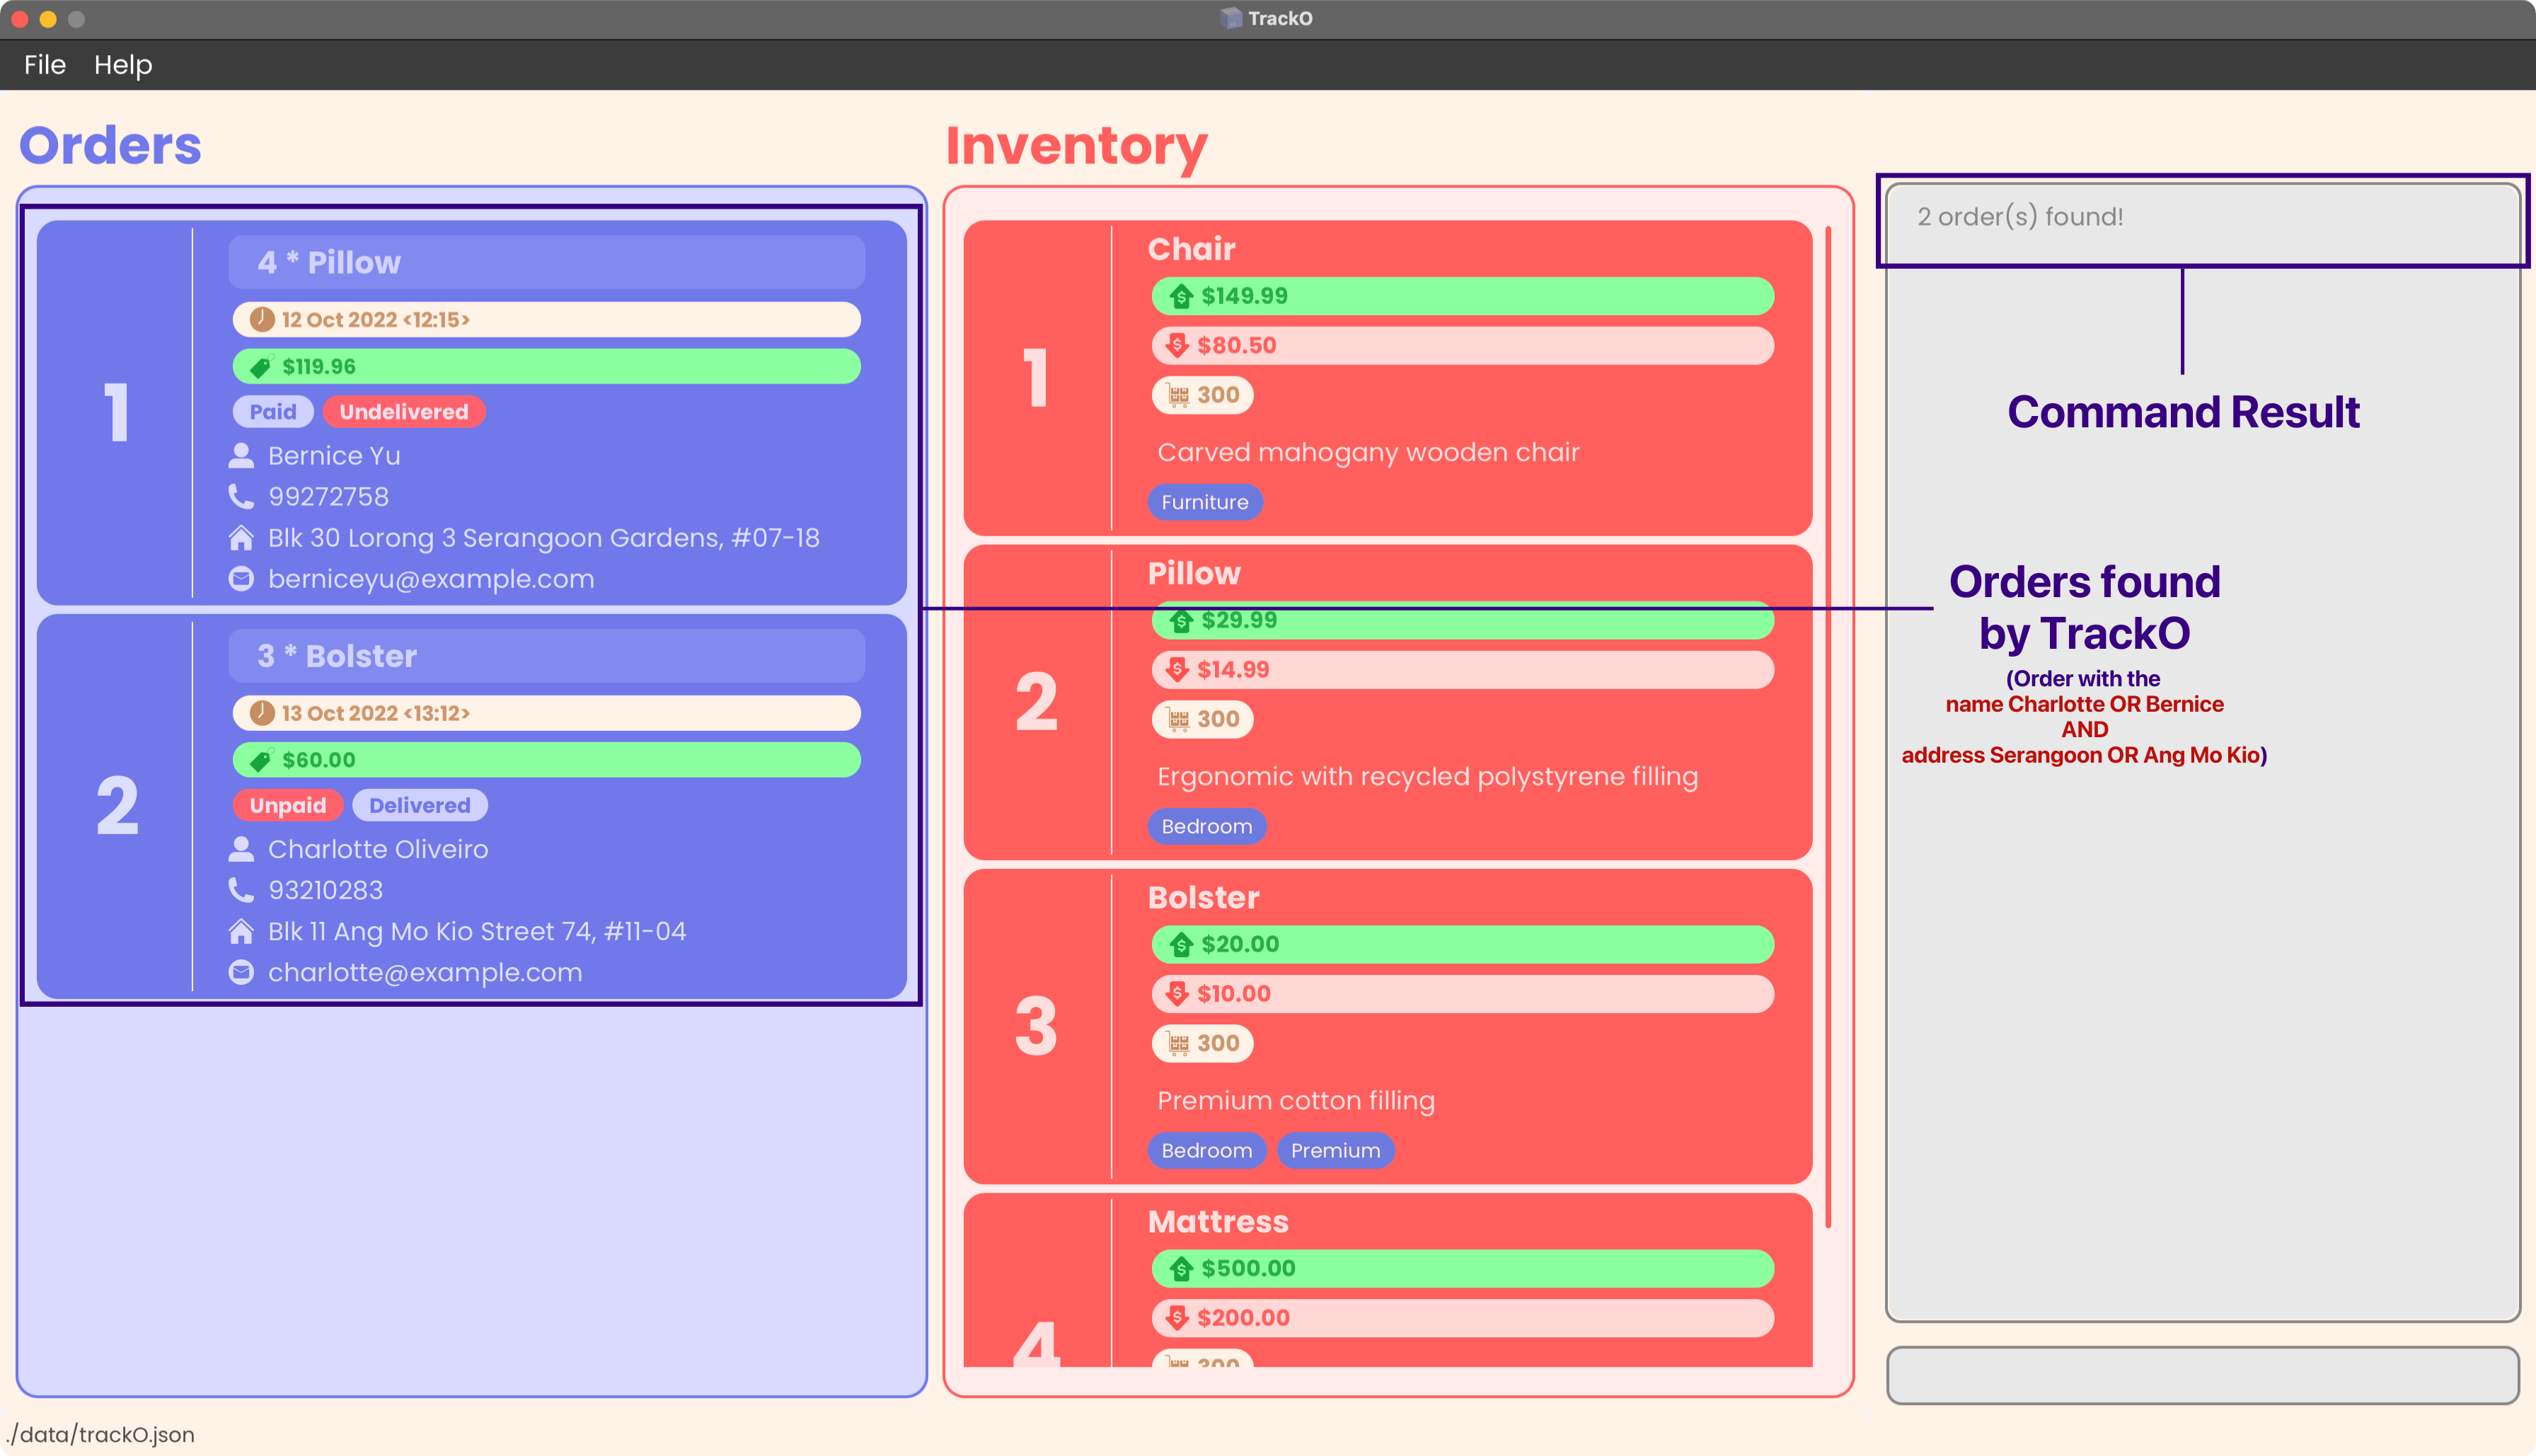 TrackO
File Help
Orders
1
4 * Pillow
12 Oct 2022 <12:15>
$119.96
Paid Undelivered
Bernice Yu
99272758
Blk 30 Lorong 3 Serangoon Gardens, #07-18
berniceyu@example.com
2
3 * Bolster
13 Oct 2022 <13:12>
$60.00
Unpaid Delivered
Charlotte Oliveiro
93210283
Blk 11 Ang Mo Kio Street 74, #11-04
charlotte@example.com
Inventory
1
Chair
$149.99
$80.50
300
Carved mahogany wooden chair
Furniture
2
Pillow
$29.99
$14.99
300
Ergonomic with recycled polystyrene filling
Bedroom
3
Bolster
$20.00
$10.00
300
Premium cotton filling
Bedroom Premium
4
Mattress
$500.00
$200.00
300
2 order(s) found!
Command Result
Orders found
by TrackO
(Order with the
name Charlotte OR Bernice
AND
address Serangoon OR Ang Mo Kio)
./data/trackO.json